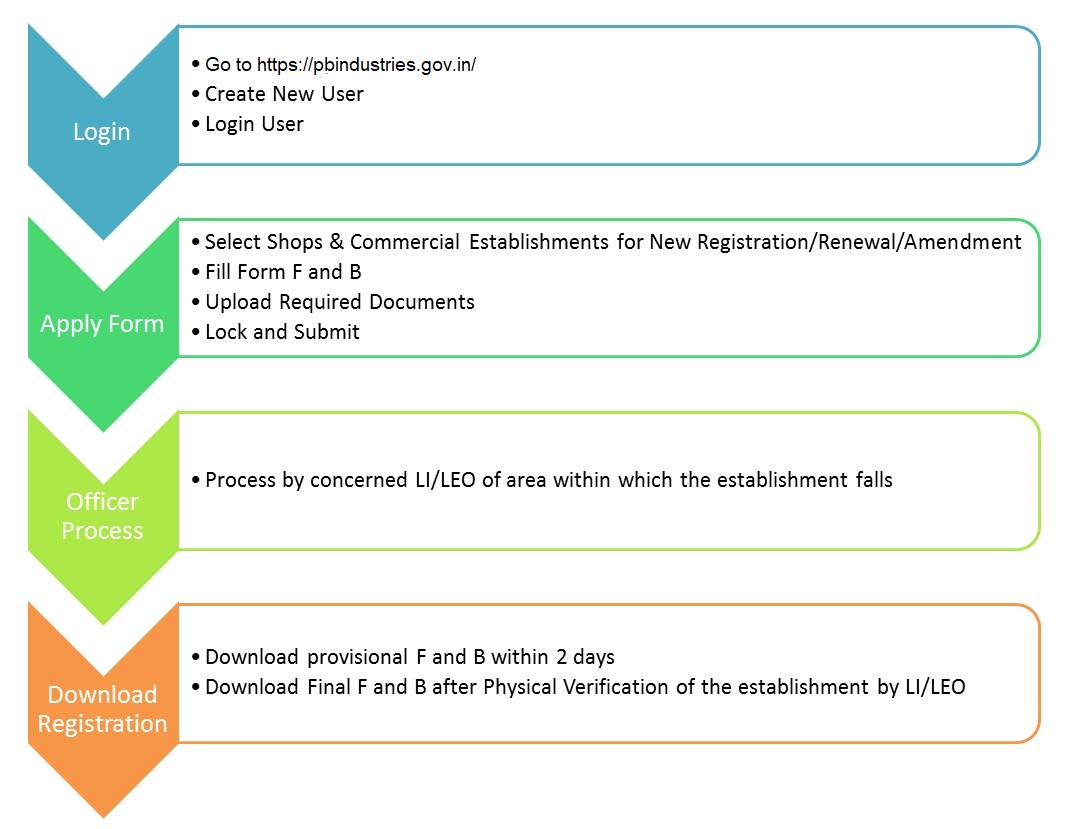 Login
• Go to https://pbindustries.gov.in/
• Create New User
• Login User
Apply Form
• Select Shops & Commercial Establishments for New Registration/Renewal/Amendment
• Fill Form F and B
• Upload Required Documents
• Lock and Submit
Officer
Process
• Process by concerned LI/LEO of area within which the establishment falls
Download
Registration
• Download provisional F and B within 2 days
• Download Final F and B after Physical Verification of the establishment by LI/LEO